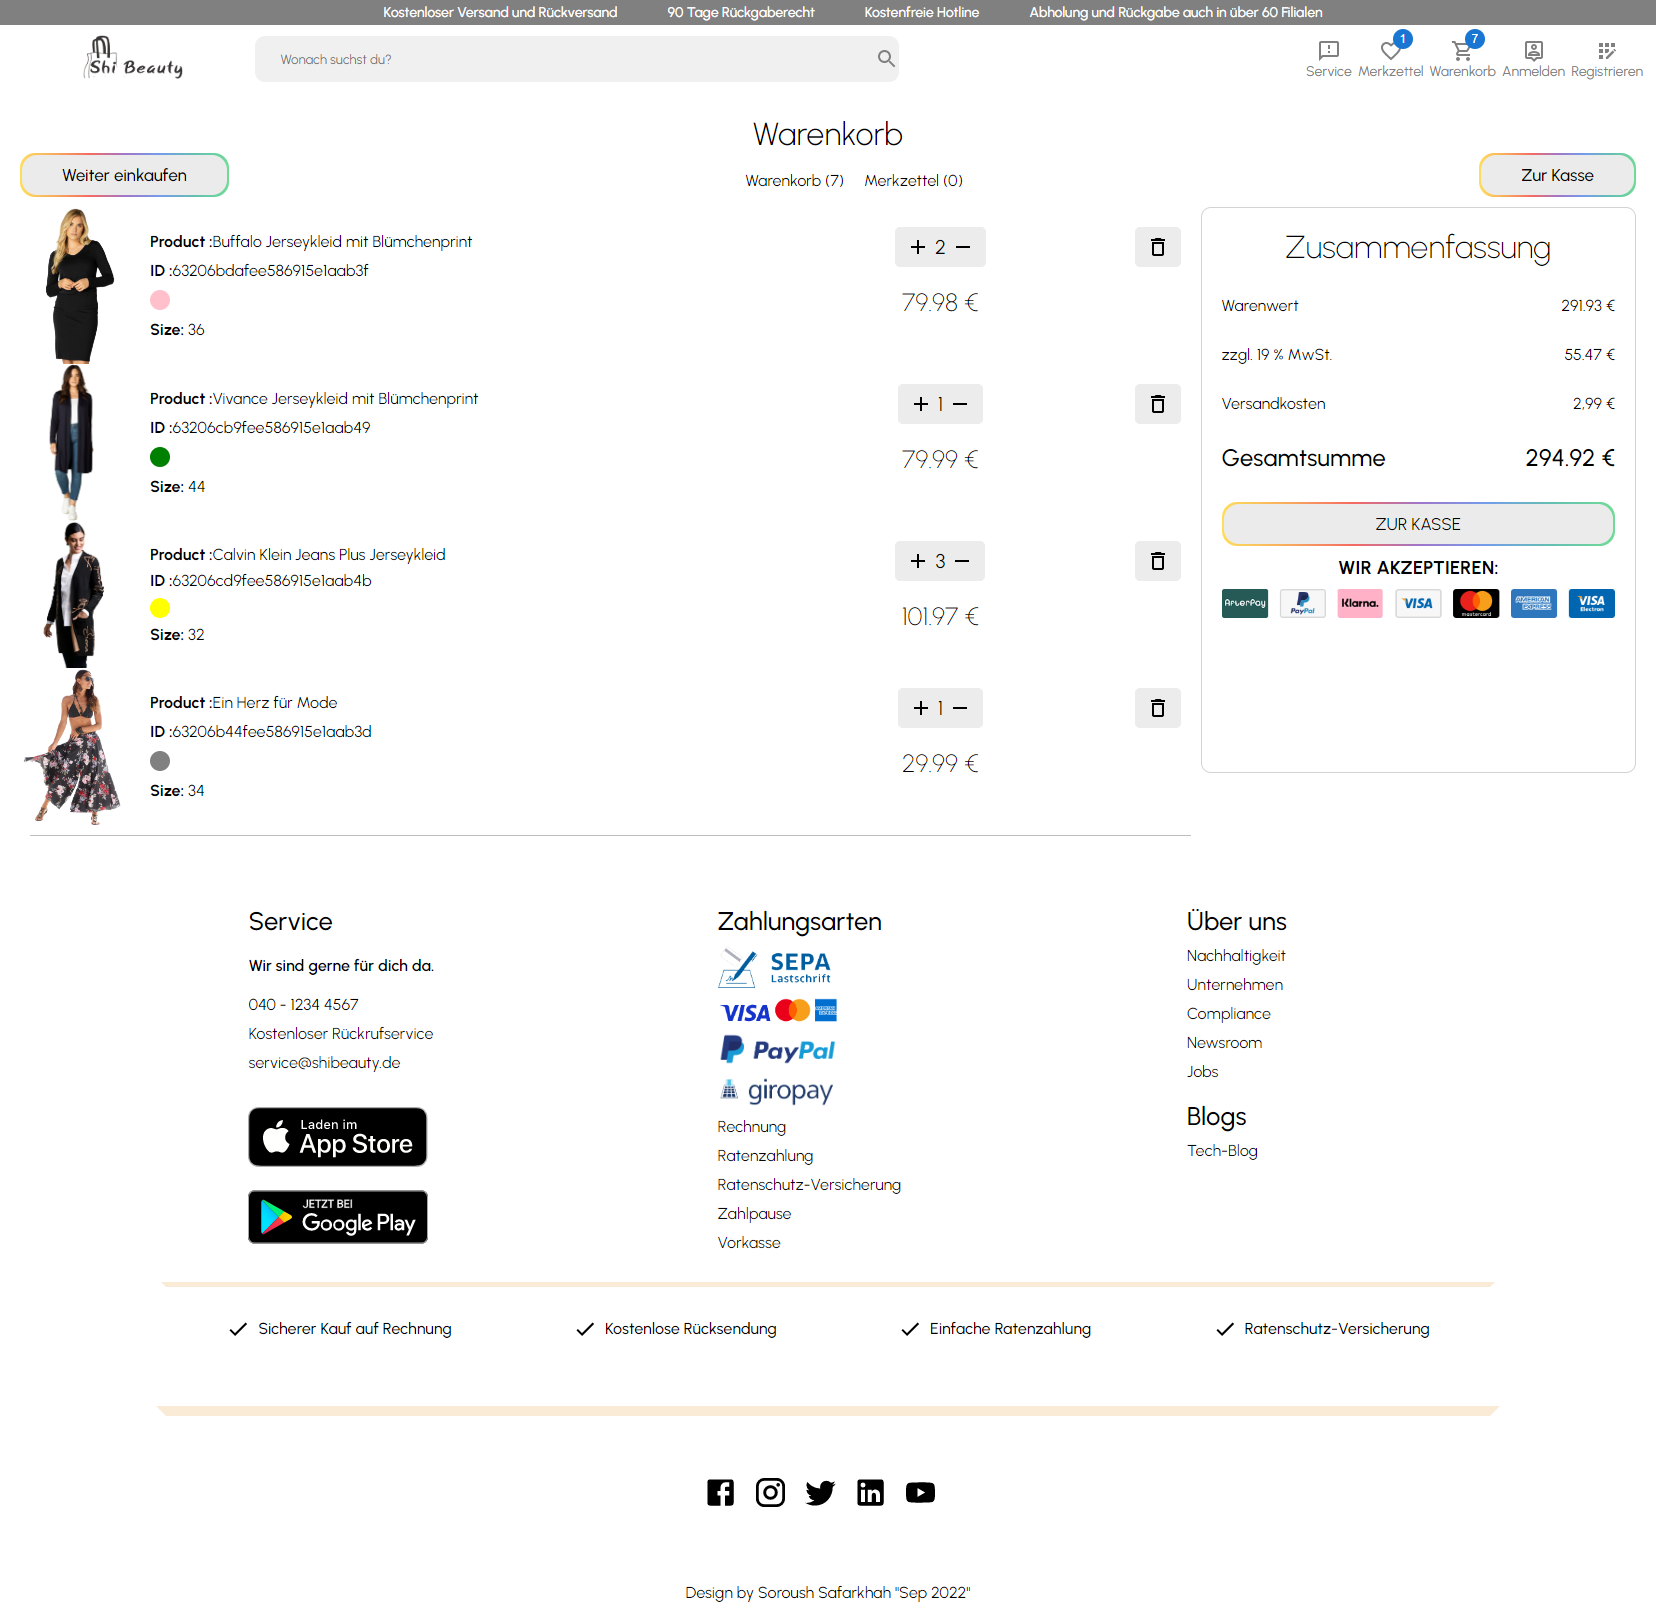 Kostenloser Versand und Rückversand 90 Tage Rückgaberecht Kostenfreie Hotline Abholung und Rückgabe auch in über 60 Filialen
Shi Beauty
Wonach suchst du?
1
7
Service Merkzettel Warenkorb Anmelden Registrieren
Warenkorb
Weiter einkaufen
Warenkorb (7) Merkzettel (0)
Zur Kasse
Product :Buffalo Jerseykleid mit Blümchenprint
ID :63206bdafee586915e1aab3f
Size: 36
+ 2 −
79.98 €
Product :Vivance Jerseykleid mit Blümchenprint
ID :63206cb9fee586915e1aab49
Size: 44
+ 1 −
79.99 €
Product :Calvin Klein Jeans Plus Jerseykleid
ID :63206cd9fee586915e1aab4b
Size: 32
+ 3 −
101.97 €
Product :Ein Herz für Mode
ID :63206b44fee586915e1aab3d
Size: 34
+ 1 −
29.99 €
Zusammenfassung
Warenwert 291.93 €
zzgl. 19 % MwSt. 55.47 €
Versandkosten 2,99 €
Gesamtsumme 294.92 €
ZUR KASSE
WIR AKZEPTIEREN:
AfterPay PayPal Klarna. VISA mastercard AMERICAN EXPRESS VISA Electron
Service
Wir sind gerne für dich da.
040 - 1234 4567
Kostenloser Rückrufservice
service@shibeauty.de
Laden im
App Store
JETZT BEI
Google Play
Zahlungsarten
SEPA
Lastschrift
VISA
PayPal
giropay
Rechnung
Ratenzahlung
Ratenschutz-Versicherung
Zahlpause
Vorkasse
Über uns
Nachhaltigkeit
Unternehmen
Compliance
Newsroom
Jobs
Blogs
Tech-Blog
Sicherer Kauf auf Rechnung Kostenlose Rücksendung Einfache Ratenzahlung Ratenschutz-Versicherung
Design by Soroush Safarkhah "Sep 2022"